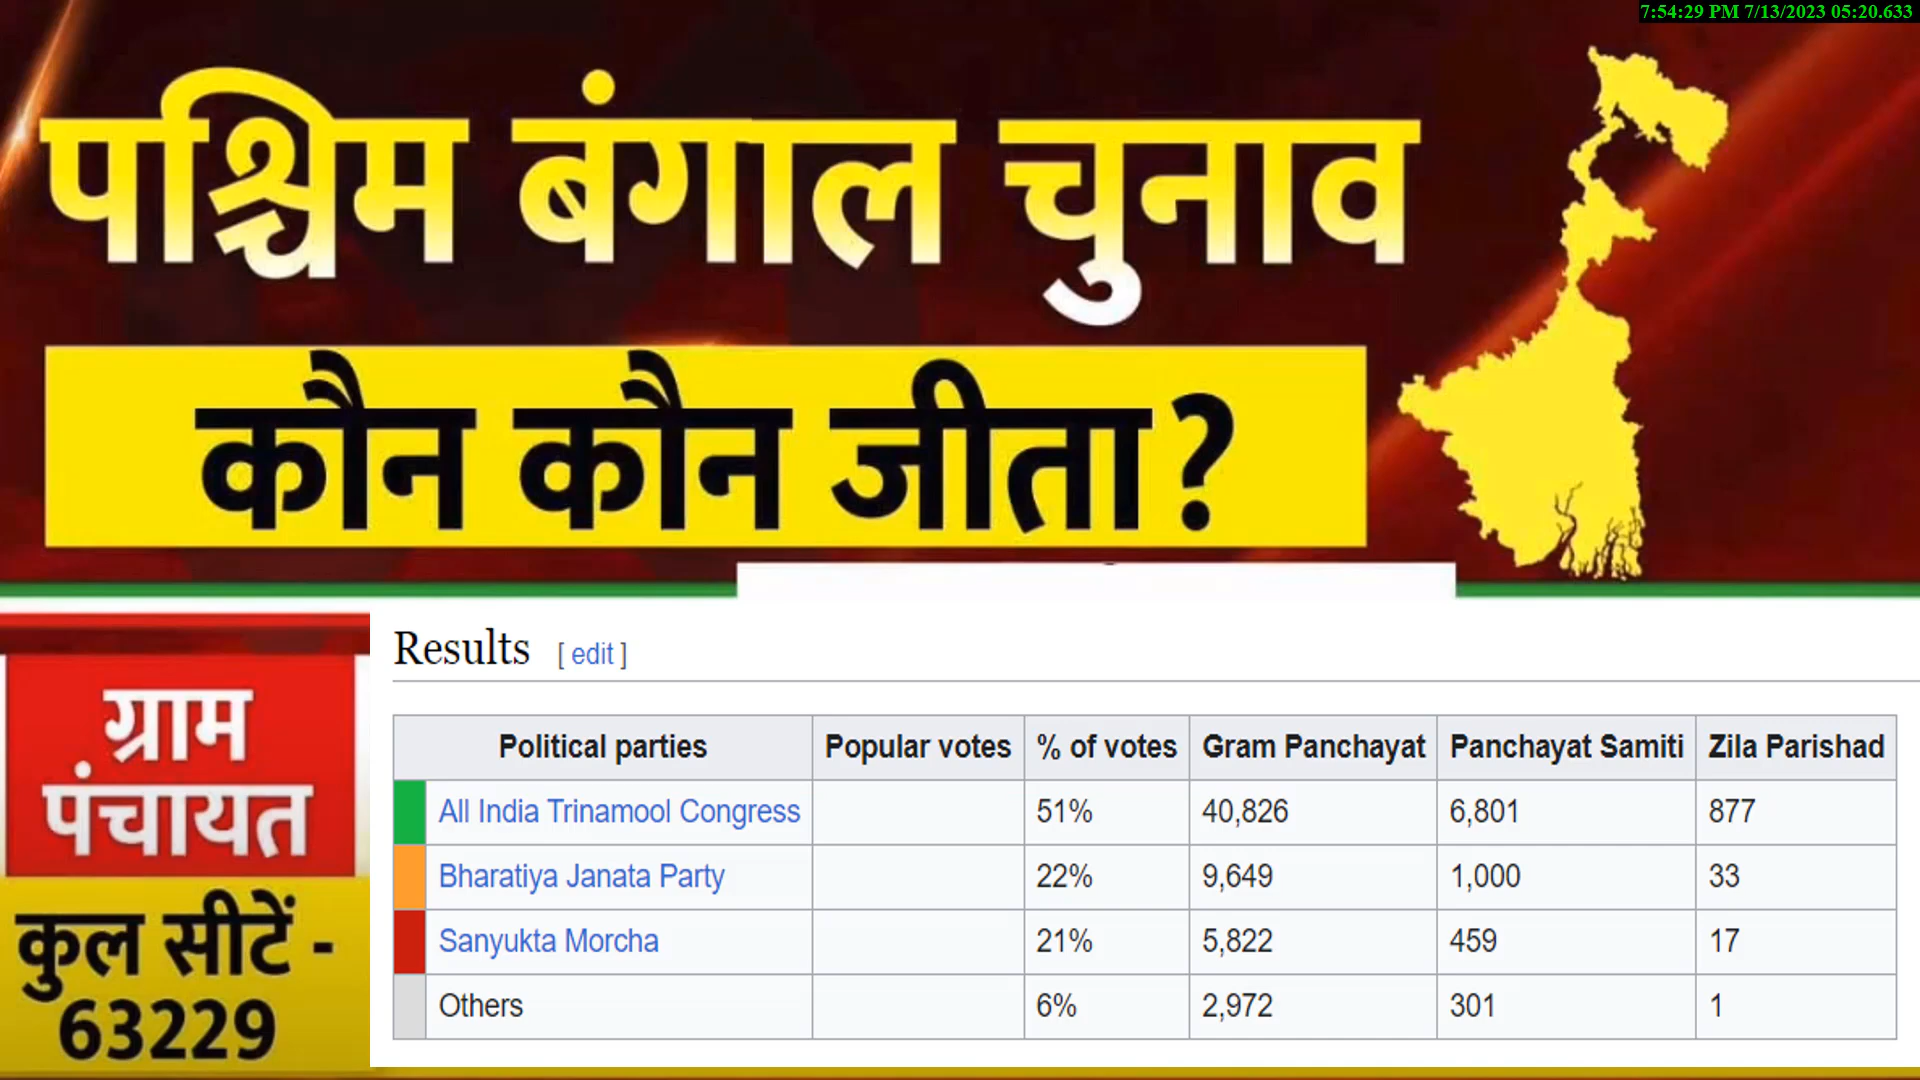 7:54:29 PM 7/13/2023 05:20.633
पश्चिम बंगाल चुनाव
कौन कौन जीता?
ग्राम
पंचायत
कुल सीटें -
63229
Results [ edit ]
Political parties Popular votes % of votes Gram Panchayat Panchayat Samiti Zila Parishad
All India Trinamool Congress 51% 40,826 6,801 877
Bharatiya Janata Party 22% 9,649 1,000 33
Sanyukta Morcha 21% 5,822 459 17
Others 6% 2,972 301 1